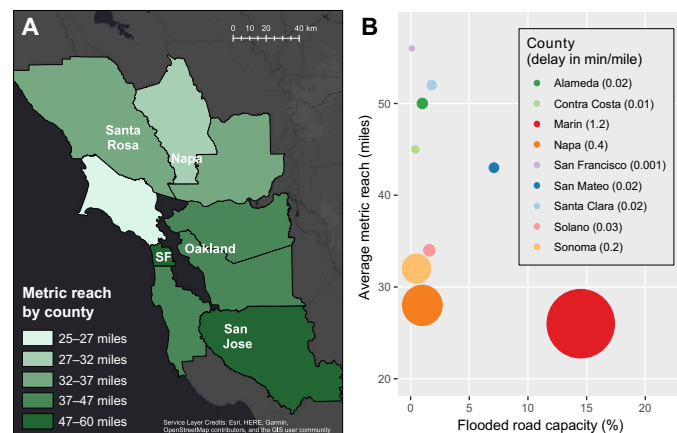 A
0 10 20 40 km
Santa
Rosa
Napa
SF
Oakland
San
Jose
Metric reach
by county
25–27 miles
27–32 miles
32–37 miles
37–47 miles
47–60 miles
Service Layer Credits: Esri, HERE, Garmin,
OpenStreetMap contributors, and the GIS user community
B
Average metric reach (miles)
50
40
30
20
0 5 10 15 20
Flooded road capacity (%)
County
(delay in min/mile)
Alameda (0.02)
Contra Costa (0.01)
Marin (1.2)
Napa (0.4)
San Francisco (0.001)
San Mateo (0.02)
Santa Clara (0.02)
Solano (0.03)
Sonoma (0.2)